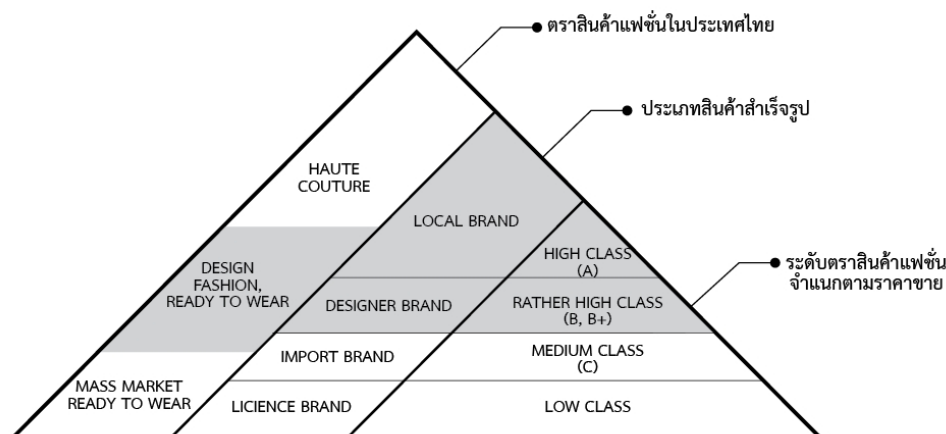 ตราสินค้าแฟชั่นในประเทศไทย
ประเภทสินค้าสำเร็จรูป
HAUTE
COUTURE
LOCAL BRAND
HIGH CLASS
(A)
ระดับตราสินค้าแฟชั่น
จำแนกตามราคาขาย
DESIGN
FASHION,
READY TO WEAR
DESIGNER BRAND
RATHER HIGH CLASS
(B, B+)
IMPORT BRAND
MEDIUM CLASS
(C)
MASS MARKET
READY TO WEAR
LICIENCE BRAND
LOW CLASS